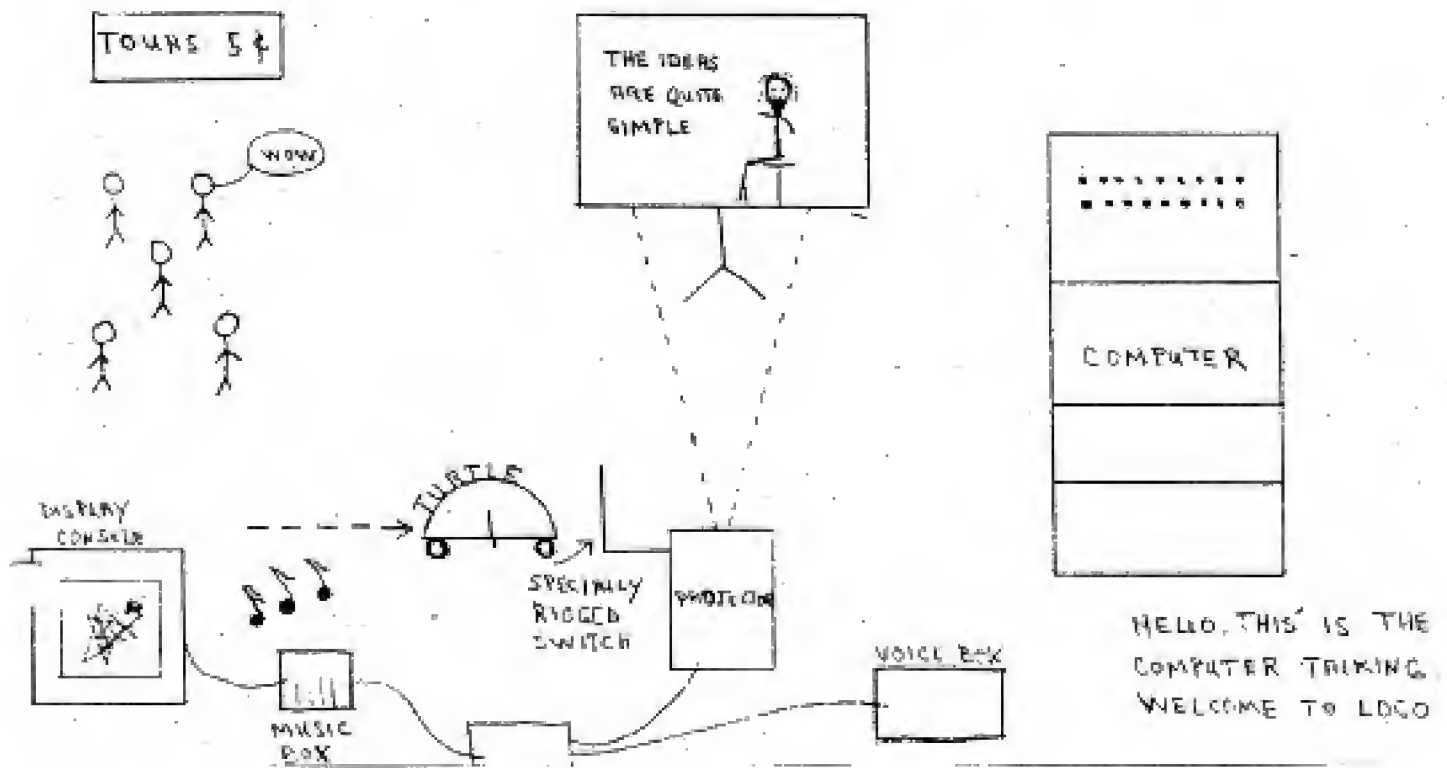 TOURS 5¢
WOW
THE IDEAS
ARE QUITE
SIMPLE
COMPUTER
TURTLE
DISPLAY
CONSOLE
SPECIALLY
RIGGED
SWITCH
PROJECTOR
MUSIC
BOX
VOICE BOX
HELLO, THIS IS THE
COMPUTER TALKING.
WELCOME TO LOGO